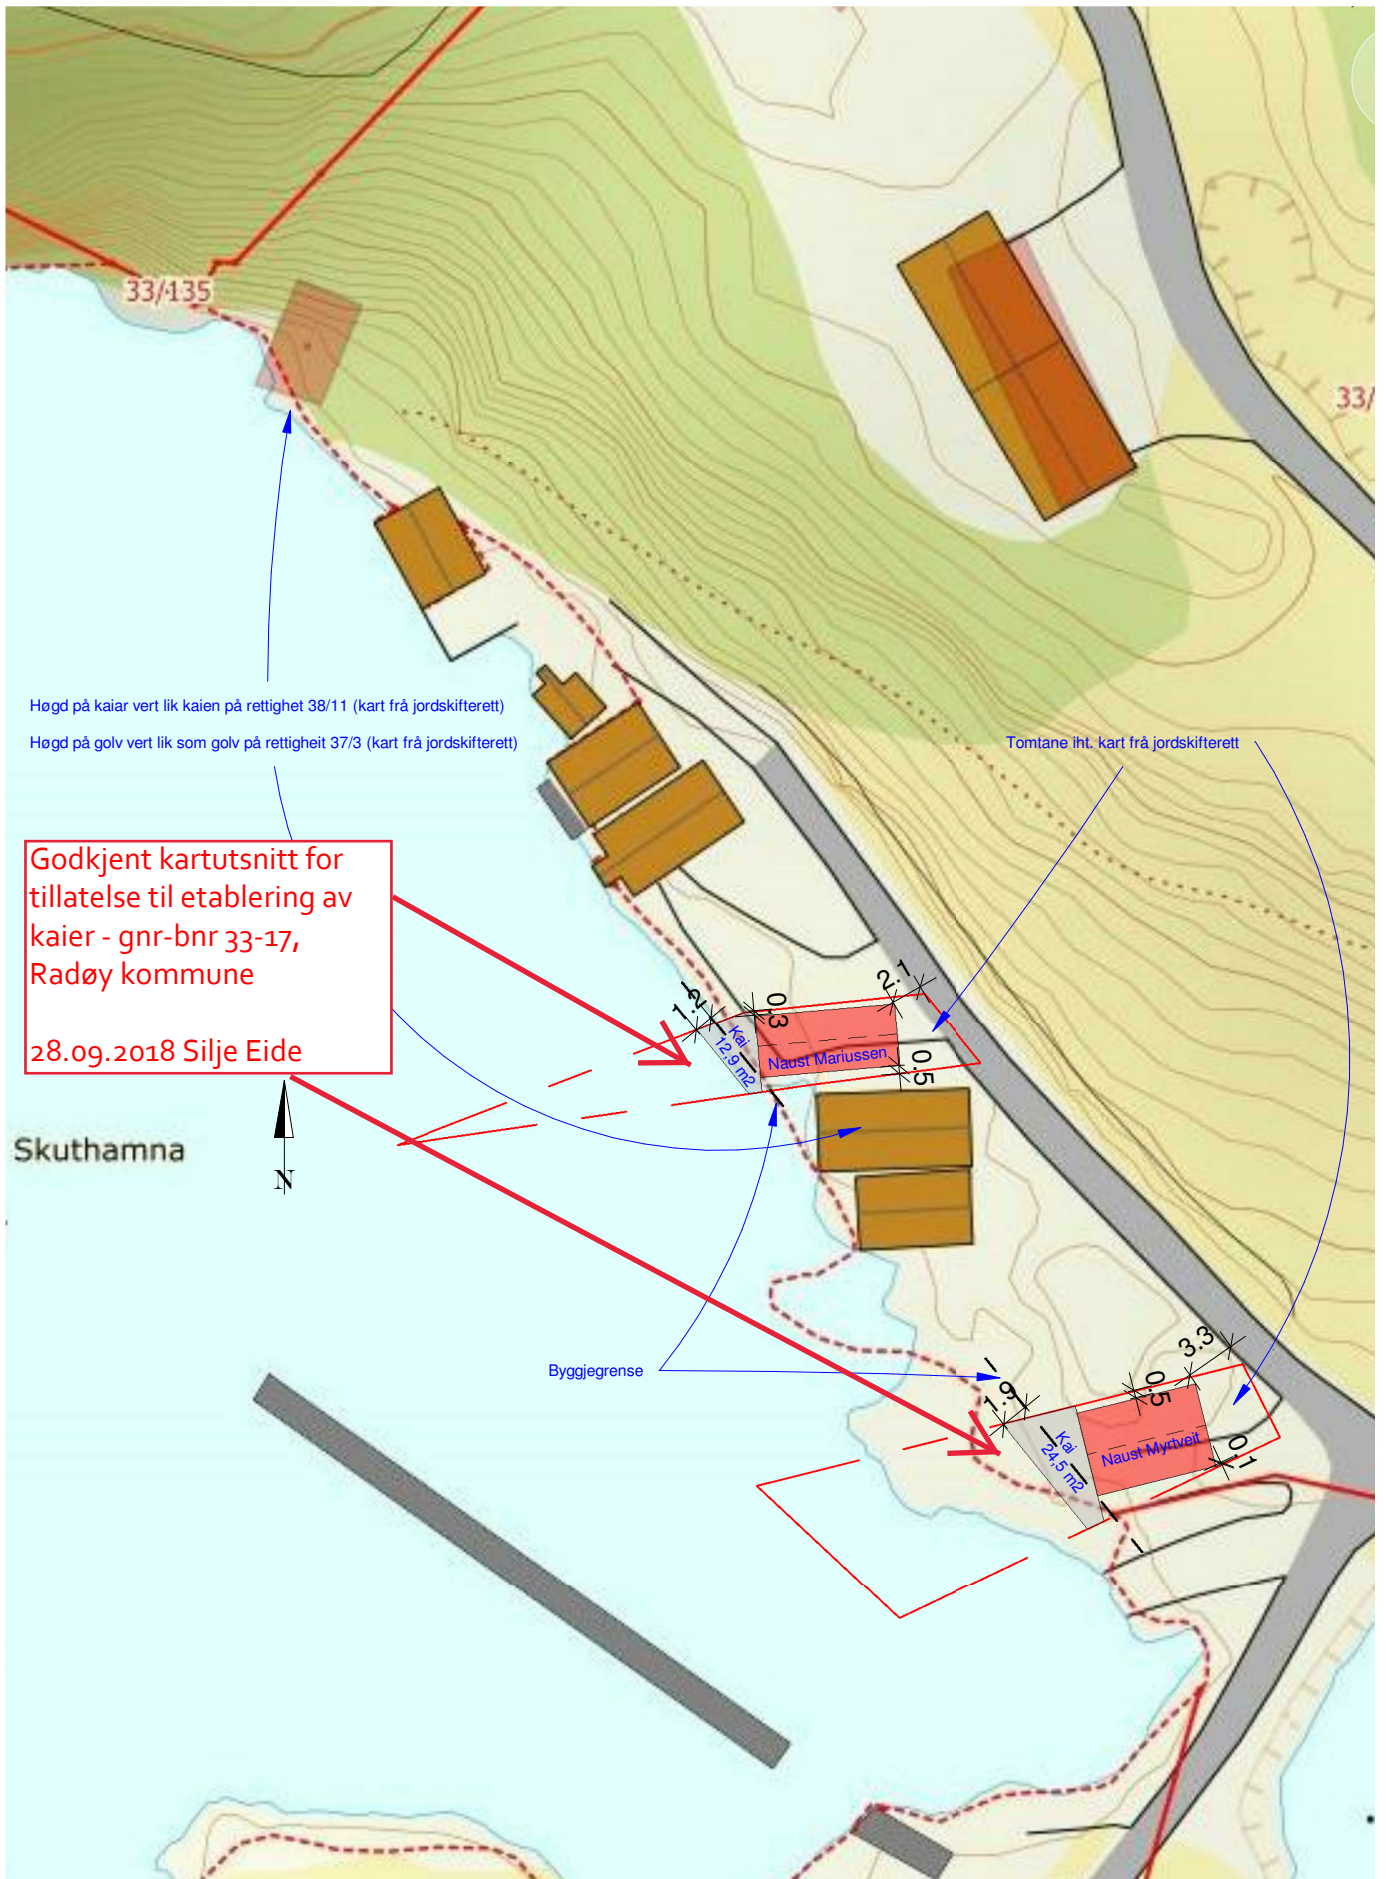 33/135
33/
Høgd på kaiar vert lik kaien på rettighet 38/11 (kart frå jordskifterett)
Høgd på golv vert lik som golv på rettigheit 37/3 (kart frå jordskifterett)
Tomtane iht. kart frå jordskifterett
Godkjent kartutsnitt for
tillatelse til etablering av
kaier - gnr-bnr 33-17,
Radøy kommune
28.09.2018 Silje Eide
2.1
1.2
0.3
Kai
12,9 m2
Naust Mariussen
0.5
Skuthamna
N
Byggjegrense
3.3
1.9
0.5
Kai
24,5 m2
Naust Myrtveit
0.1